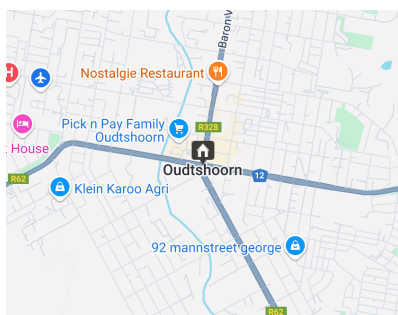 Baron V
Nostalgie Restaurant
H
Pick n Pay Family
Oudtshoorn
R328
k House
Oudtshoorn
R62
12
Klein Karoo Agri
92 mannstreet george
R62